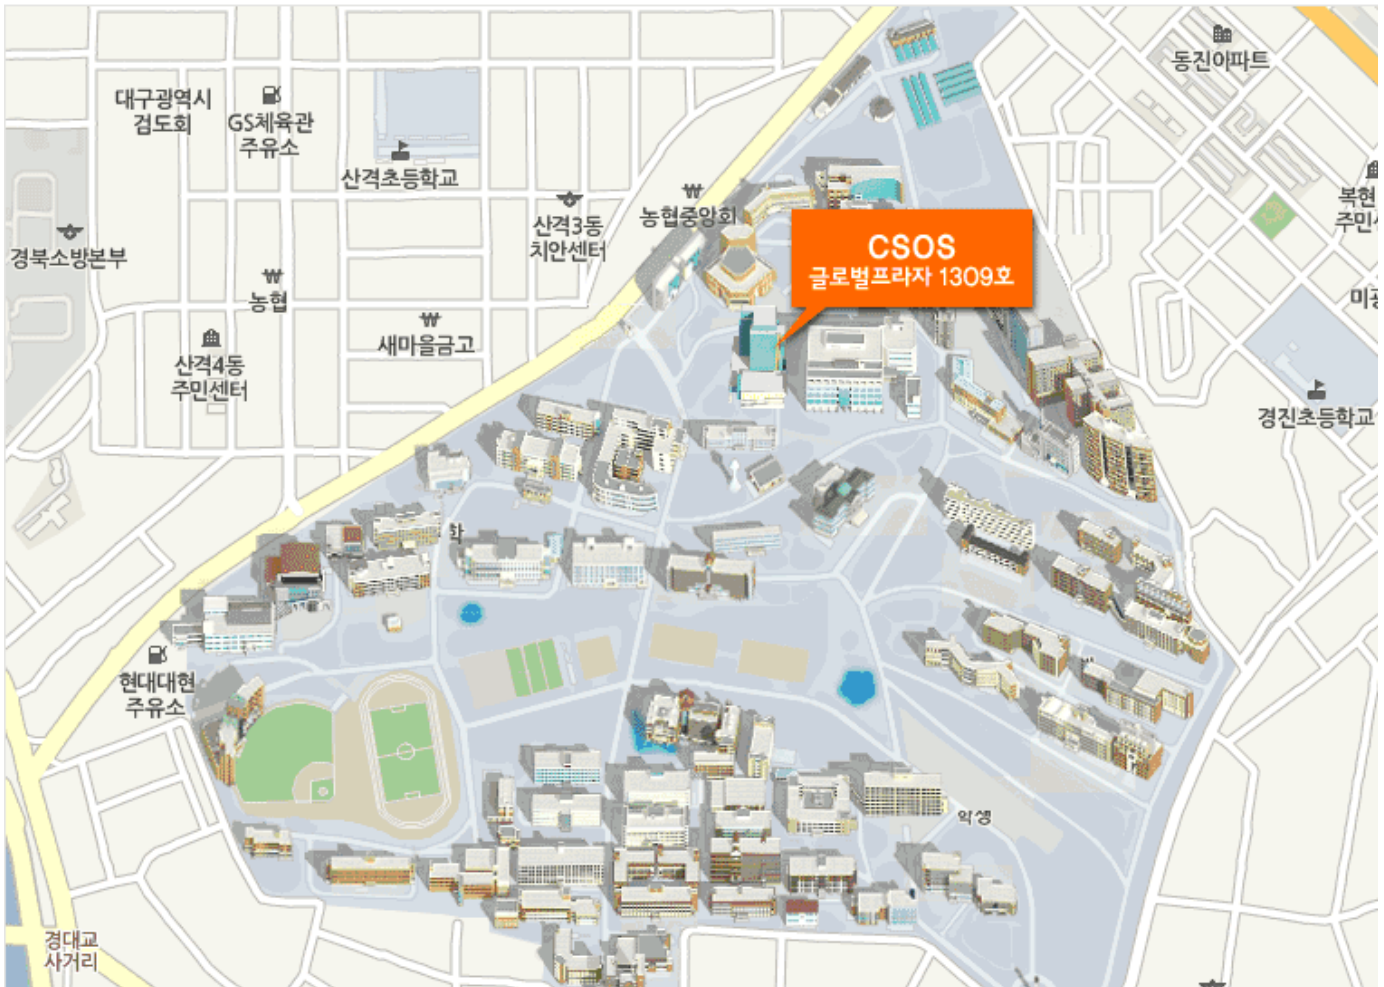 동진아파트
대구광역시
검도회
GS체육관
주유소
산격초등학교
복현
산격3동
치안센터
농협중앙회
CSOS
글로벌프라자 1309호
경북소방본부
농협
새마을금고
산격4동
주민센터
경진초등학교
학
현대대현
주유소
학생
경대교
사거리